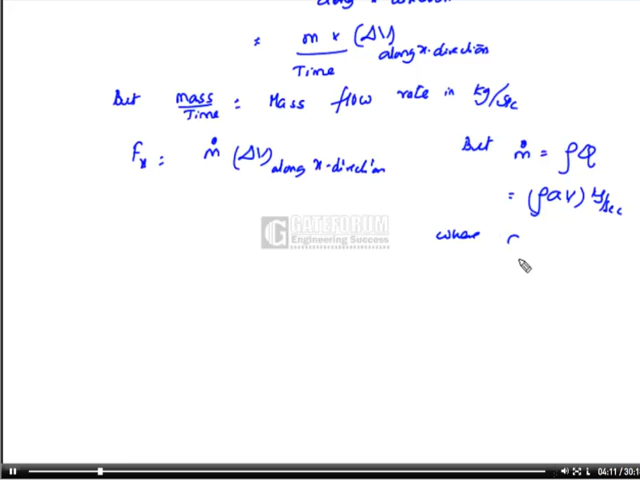 = m × (ΔV) along x-direction
Time
But mass = Mass flow rate in kg/sec
Time
Fx = ṁ (ΔV) along x-direction
But ṁ = ρQ
= (ρav) kg/sec
GATEFORUM
Engineering Success
where
04:11 / 30:1